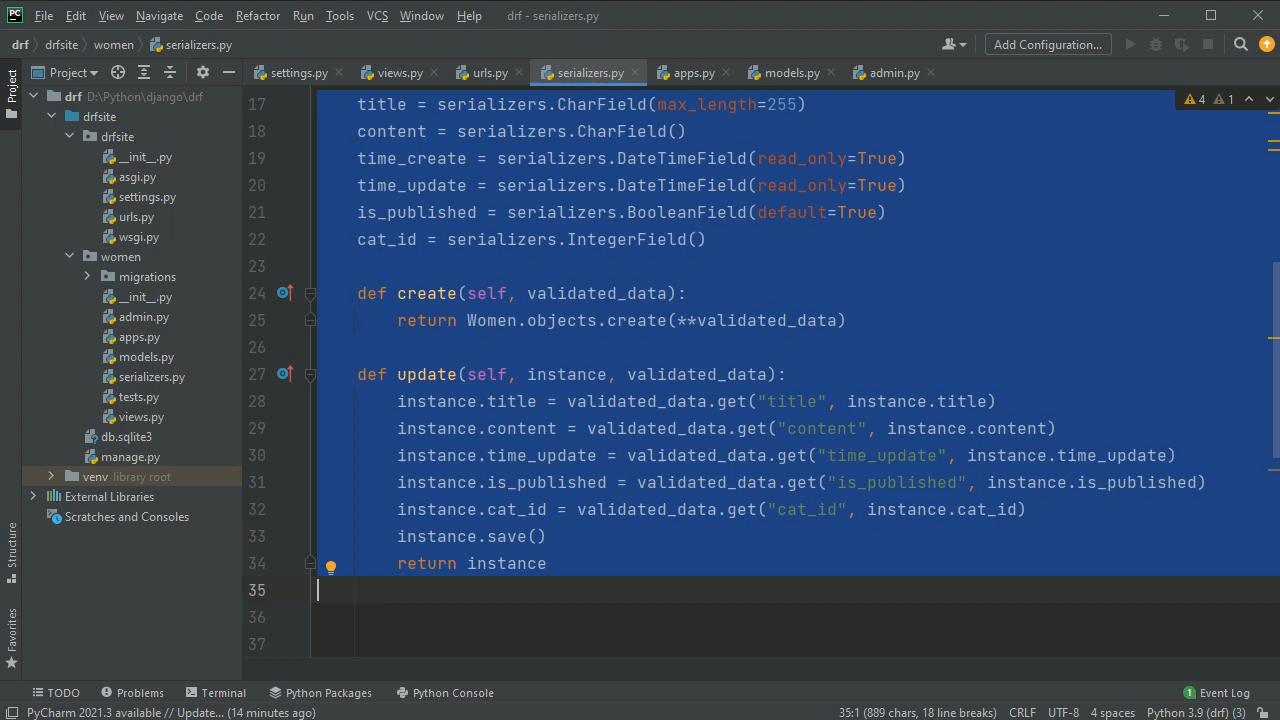 File Edit View Navigate Code Refactor Run Tools VCS Window Help drf - serializers.py
drf drfsite women serializers.py Add Configuration...
Project settings.py views.py urls.py serializers.py apps.py models.py admin.py
Project
drf D:\Python\django\drf
drfsite
drfsite
__init__.py
asgi.py
settings.py
urls.py
wsgi.py
women
migrations
__init__.py
admin.py
apps.py
models.py
serializers.py
tests.py
views.py
db.sqlite3
manage.py
venv library root
External Libraries
Scratches and Consoles
Structure
Favorites
4 1
17 title = serializers.CharField(max_length=255)
18 content = serializers.CharField()
19 time_create = serializers.DateTimeField(read_only=True)
20 time_update = serializers.DateTimeField(read_only=True)
21 is_published = serializers.BooleanField(default=True)
22 cat_id = serializers.IntegerField()
23
24 def create(self, validated_data):
25 return Women.objects.create(**validated_data)
26
27 def update(self, instance, validated_data):
28 instance.title = validated_data.get("title", instance.title)
29 instance.content = validated_data.get("content", instance.content)
30 instance.time_update = validated_data.get("time_update", instance.time_update)
31 instance.is_published = validated_data.get("is_published", instance.is_published)
32 instance.cat_id = validated_data.get("cat_id", instance.cat_id)
33 instance.save()
34 return instance
35
36
37
TODO Problems Terminal Python Packages Python Console 1 Event Log
PyCharm 2021.3 available // Update... (14 minutes ago) 35:1 (889 chars, 18 line breaks) CRLF UTF-8 4 spaces Python 3.9 (drf) (3)